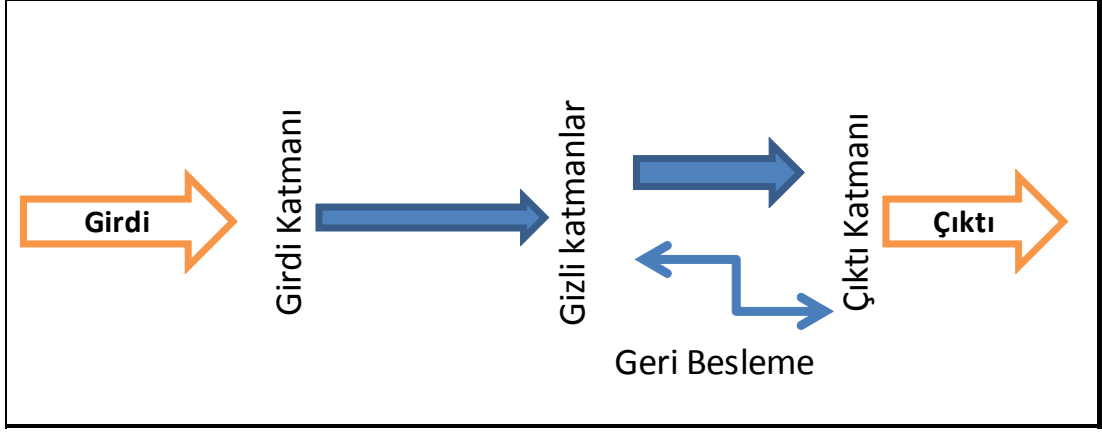 Girdi
Girdi Katmanı
Gizli katmanlar
Çıktı Katmanı
Çıktı
Geri Besleme